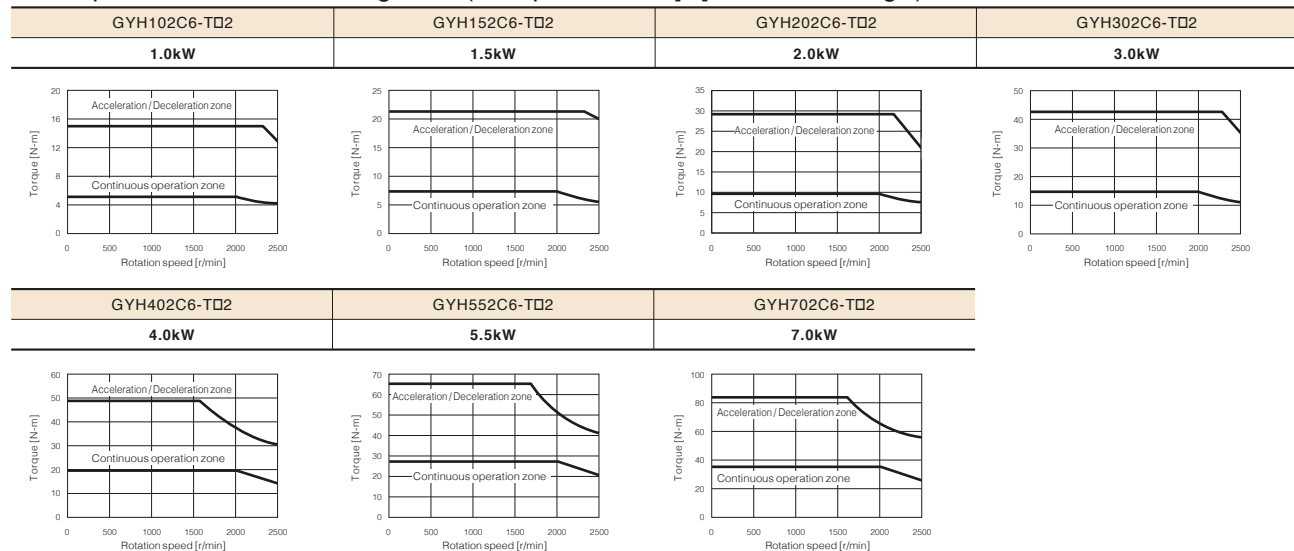 GYH102C6-T□2 GYH152C6-T□2 GYH202C6-T□2 GYH302C6-T□2
1.0kW 1.5kW 2.0kW 3.0kW
Torque [N-m]
20
16
12
8
4
0
Acceleration / Deceleration zone
Continuous operation zone
0 500 1000 1500 2000 2500
Rotation speed [r/min]
Torque [N-m]
25
20
15
10
5
0
Acceleration / Deceleration zone
Continuous operation zone
0 500 1000 1500 2000 2500
Rotation speed [r/min]
Torque [N-m]
35
30
25
20
15
10
5
0
Acceleration / Deceleration zone
Continuous operation zone
0 500 1000 1500 2000 2500
Rotation speed [r/min]
Torque [N-m]
50
40
30
20
10
0
Acceleration / Deceleration zone
Continuous operation zone
0 500 1000 1500 2000 2500
Rotation speed [r/min]
GYH402C6-T□2 GYH552C6-T□2 GYH702C6-T□2
4.0kW 5.5kW 7.0kW
Torque [N-m]
60
50
40
30
20
10
0
Acceleration / Deceleration zone
Continuous operation zone
0 500 1000 1500 2000 2500
Rotation speed [r/min]
Torque [N-m]
70
60
50
40
30
20
10
0
Acceleration / Deceleration zone
Continuous operation zone
0 500 1000 1500 2000 2500
Rotation speed [r/min]
Torque [N-m]
100
80
60
40
20
0
Acceleration / Deceleration zone
Continuous operation zone
0 500 1000 1500 2000 2500
Rotation speed [r/min]